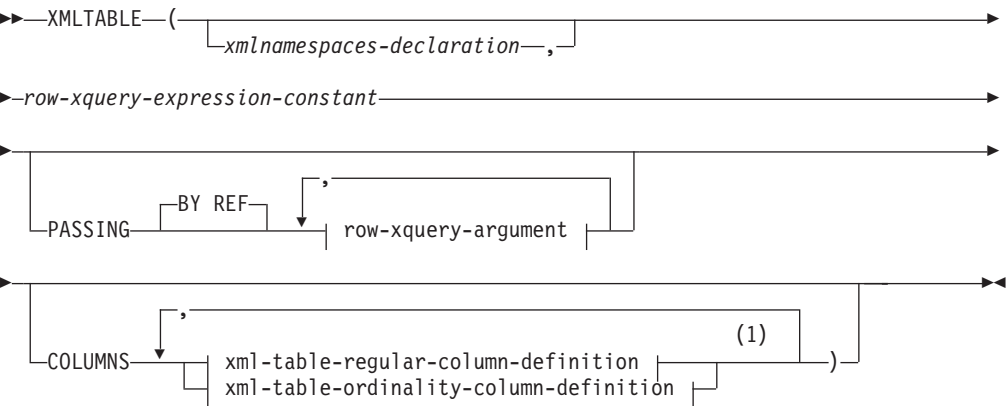 XMLTABLE (
xmlnamespaces-declaration ,
row-xquery-expression-constant
,
BY REF
PASSING row-xquery-argument
,
(1)
COLUMNS xml-table-regular-column-definition )
xml-table-ordinality-column-definition